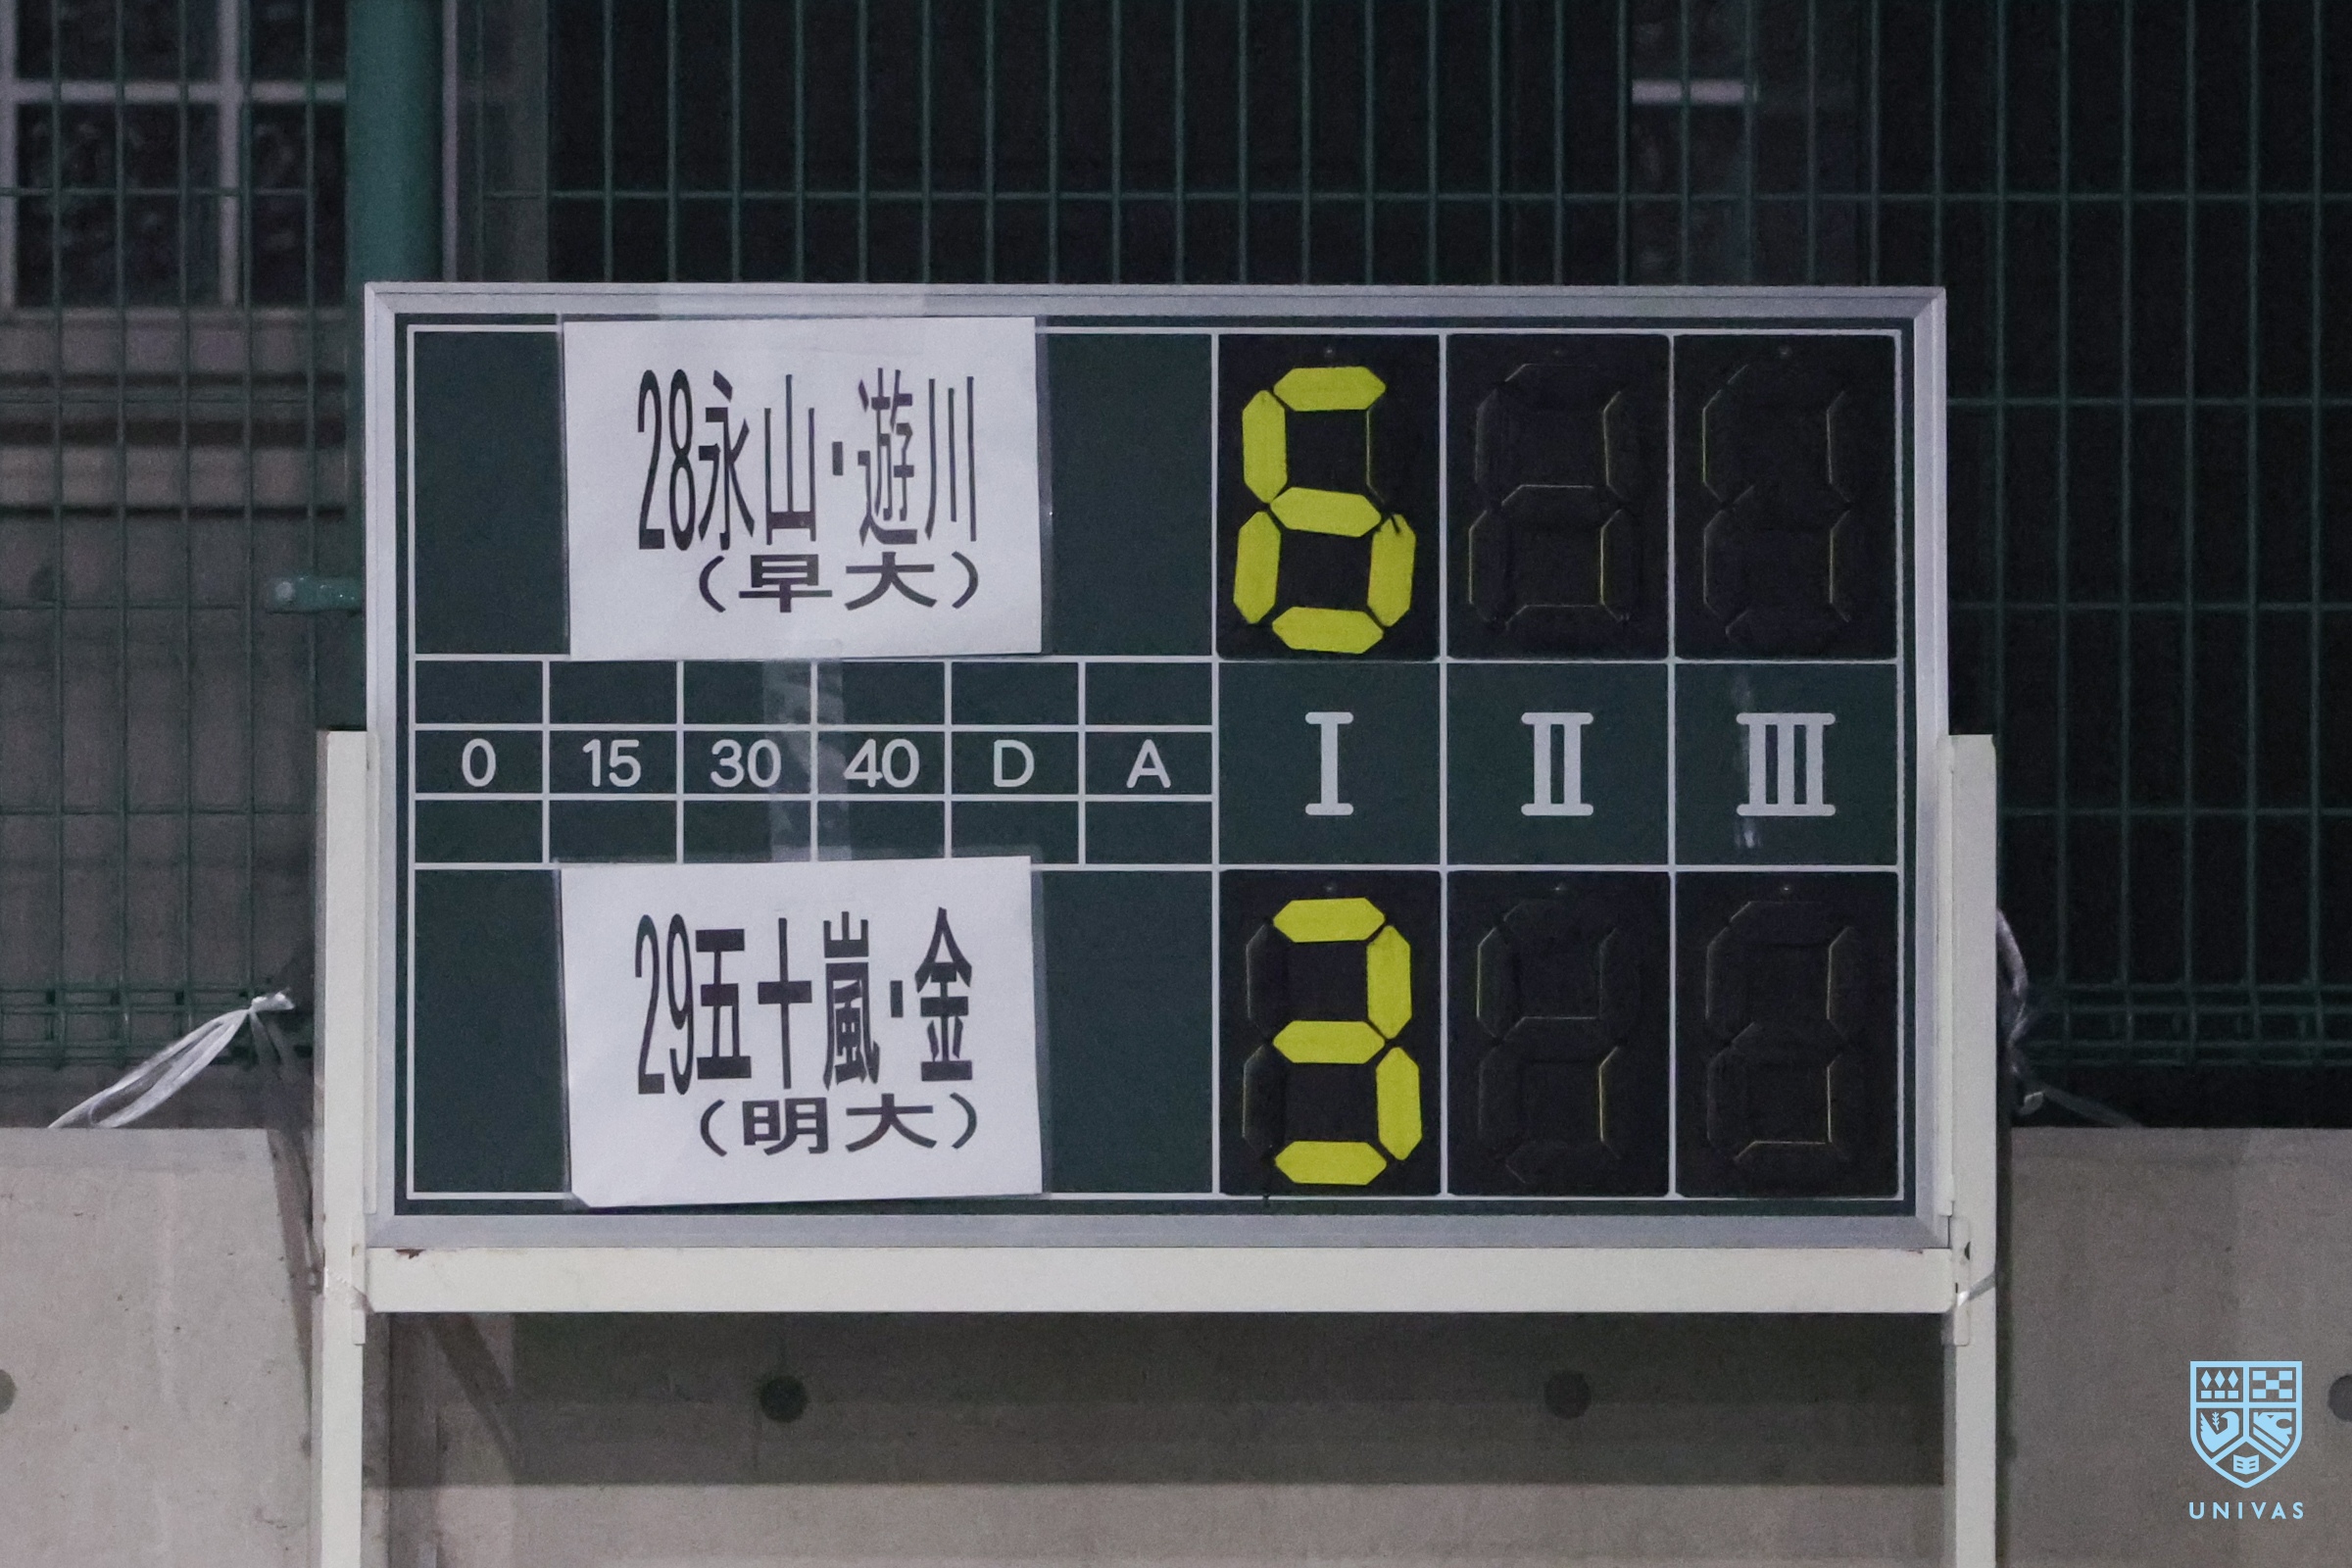 28永山・遊川
（早大）
6
0 15 30 40 D A Ⅰ Ⅱ Ⅲ
29五十嵐・金
（明大）
3
UNIVAS